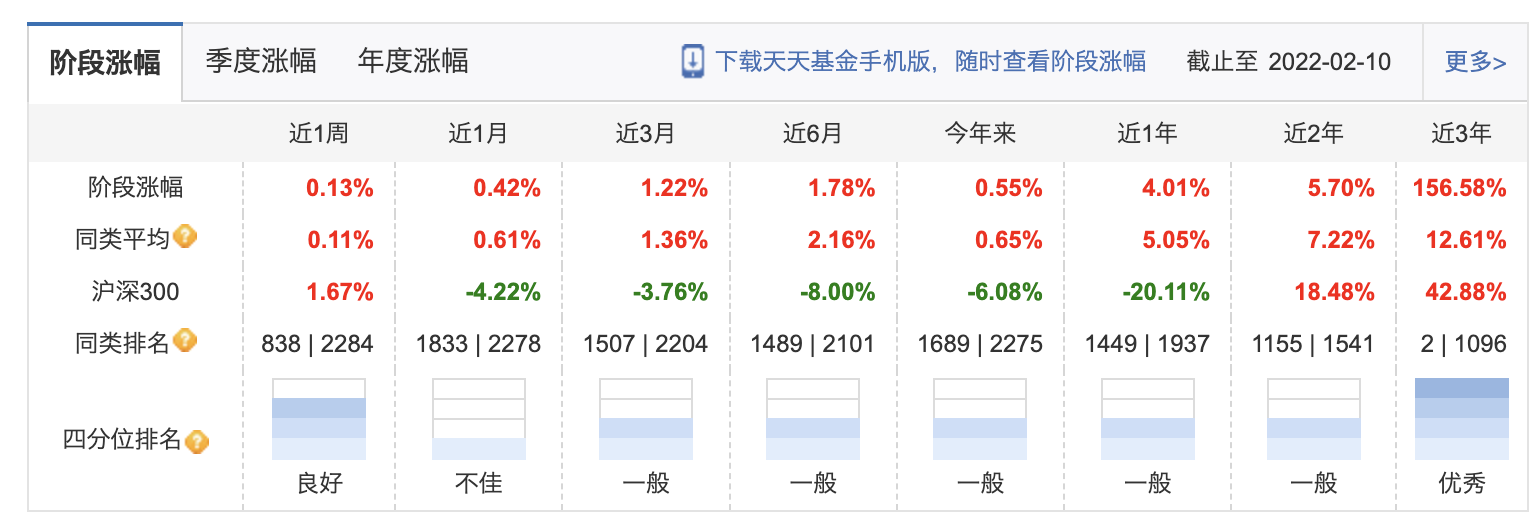 阶段涨幅 季度涨幅 年度涨幅 下载天天基金手机版，随时查看阶段涨幅 截止至 2022-02-10 更多>
近1周 近1月 近3月 近6月 今年来 近1年 近2年 近3年
阶段涨幅 0.13% 0.42% 1.22% 1.78% 0.55% 4.01% 5.70% 156.58%
同类平均? 0.11% 0.61% 1.36% 2.16% 0.65% 5.05% 7.22% 12.61%
沪深300 1.67% -4.22% -3.76% -8.00% -6.08% -20.11% 18.48% 42.88%
同类排名? 838 | 2284 1833 | 2278 1507 | 2204 1489 | 2101 1689 | 2275 1449 | 1937 1155 | 1541 2 | 1096
四分位排名?
良好 不佳 一般 一般 一般 一般 一般 优秀